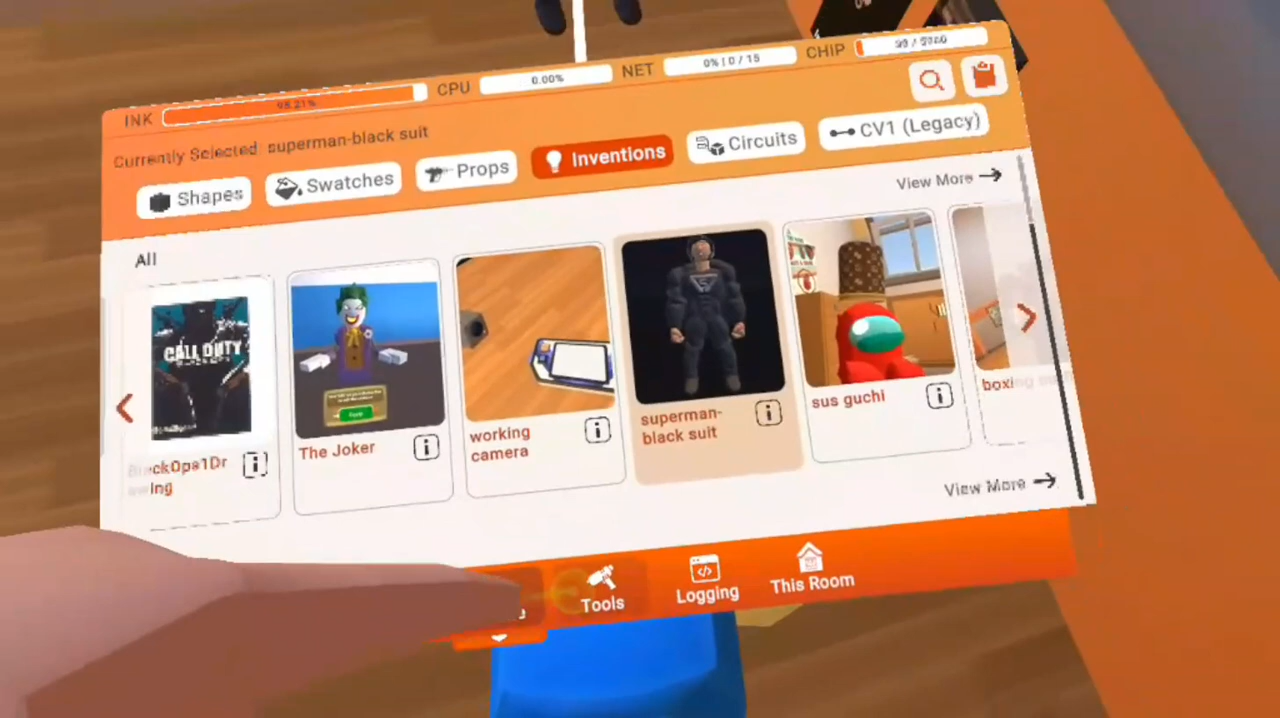 INK
98.21%
CPU
0.00%
NET
0% | 0 / 15
CHIP
Currently Selected: superman-black suit
Shapes
Swatches
Props
Inventions
Circuits
CV1 (Legacy)
View More
All
CALL DUTY
The Joker
working
camera
superman-
black suit
sus guchi
boxing
View More
Tools
Logging
This Room